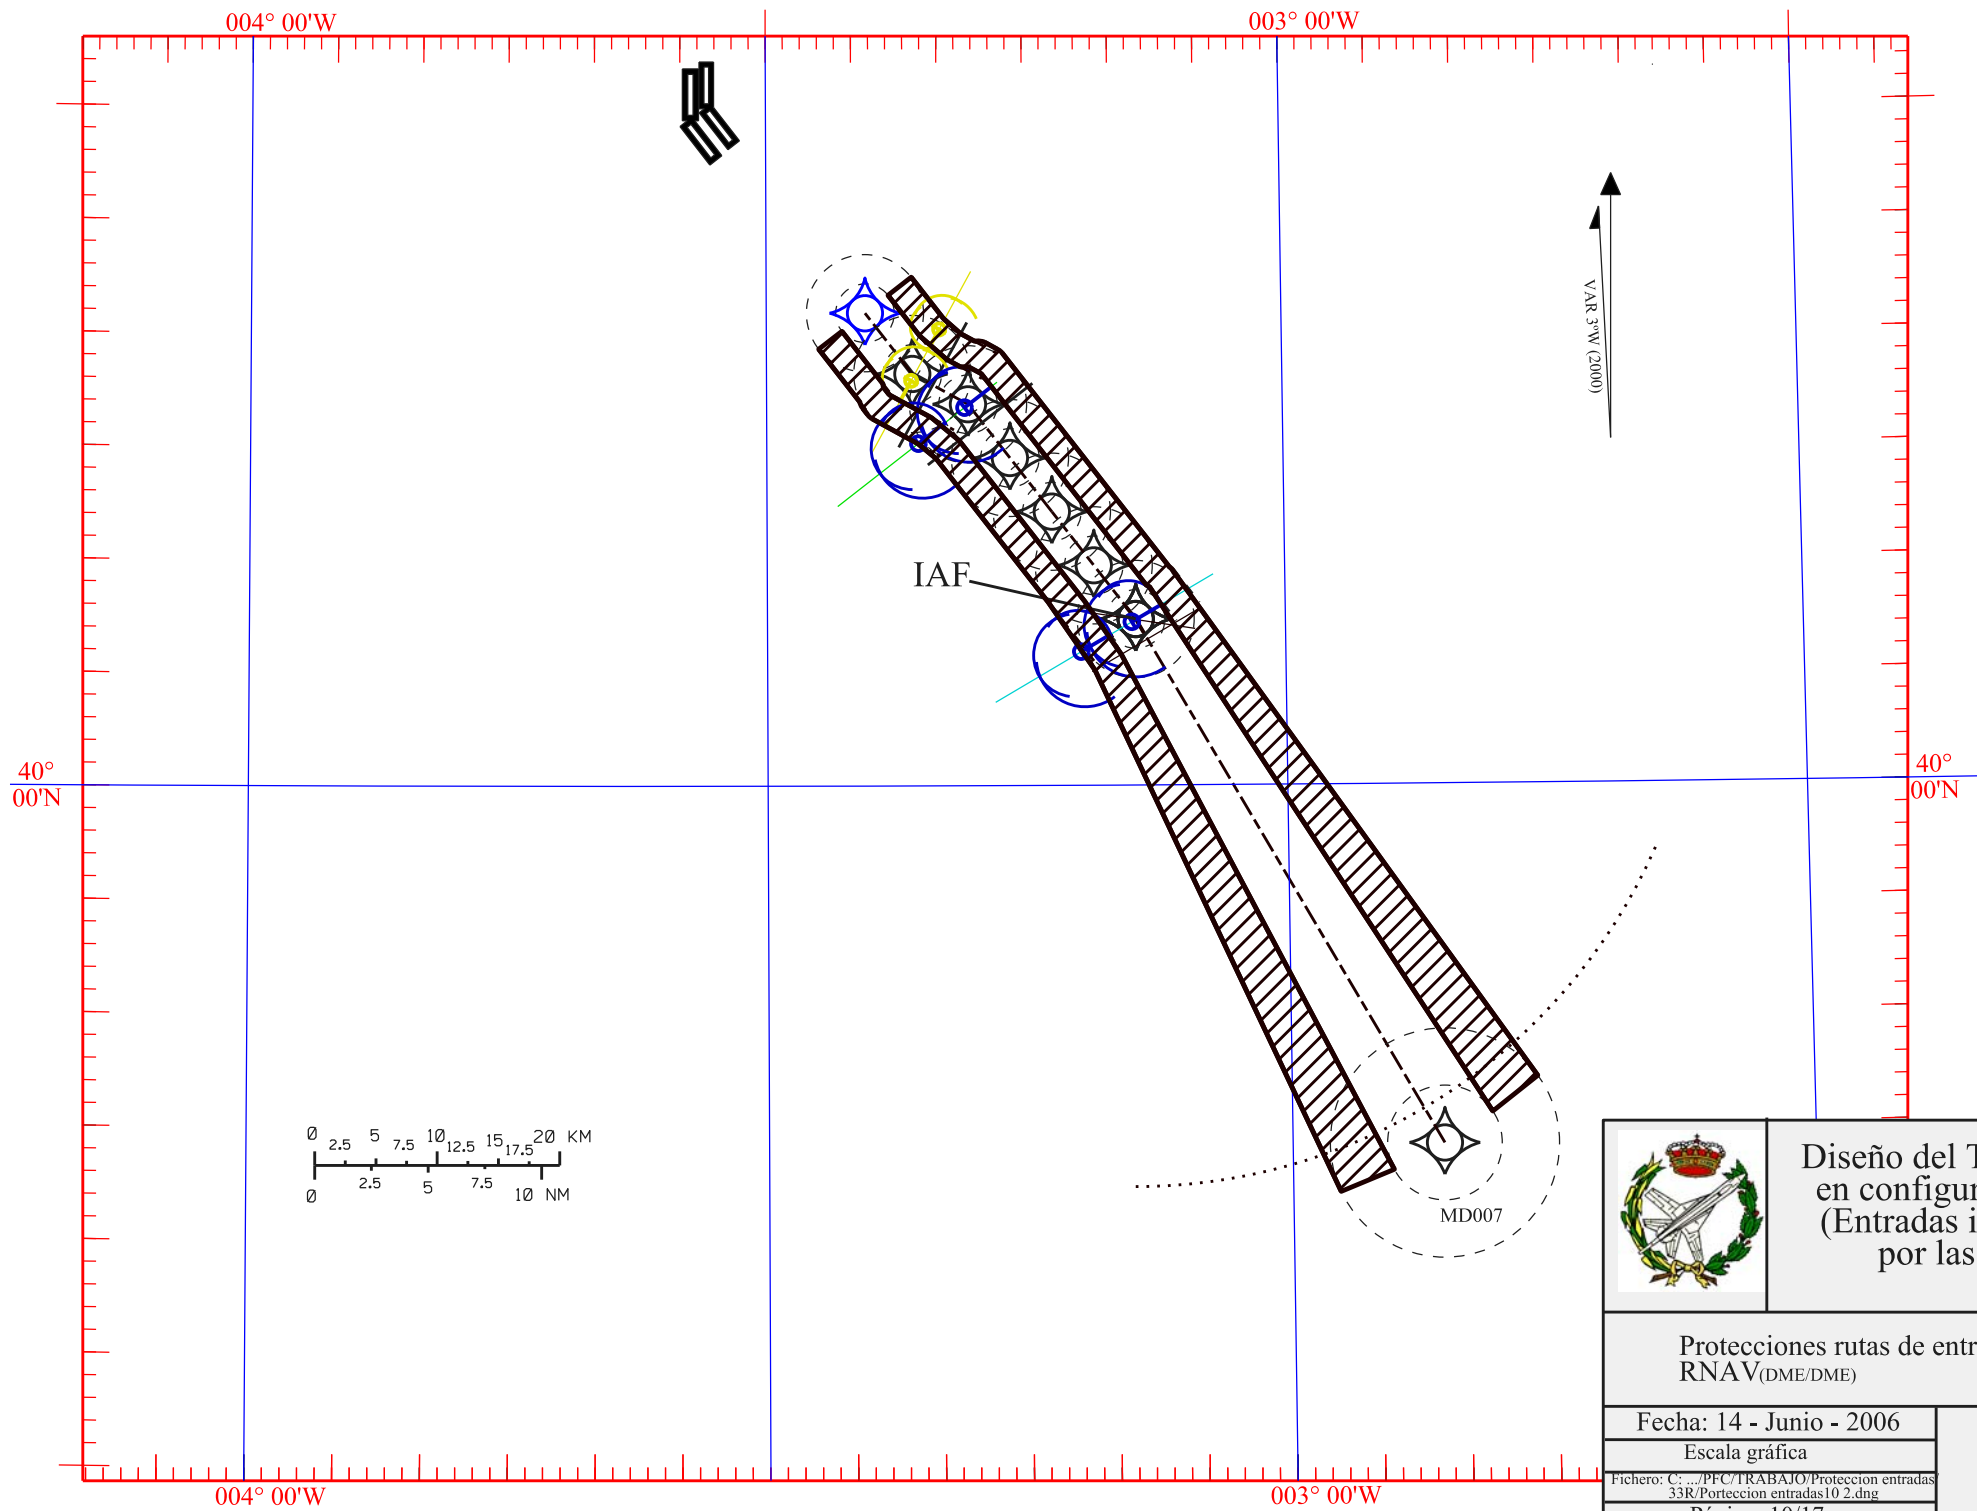 004° 00'W
003° 00'W
VAR 3°W (2000)
IAF
40°
00'N
40°
00'N
0 2.5 5 7.5 10 12.5 15 17.5 20 KM
0 2.5 5 7.5 10 NM
MD007
Diseño del T
en configur
(Entradas i
por las
Protecciones rutas de entr
RNAV(DME/DME)
Fecha: 14 - Junio - 2006
Escala gráfica
Fichero: C: .../PFC/TRABAJO/Proteccion entradas/
33R/Porteccion entradas10 2.dng
Página 10/17
004° 00'W
003° 00'W